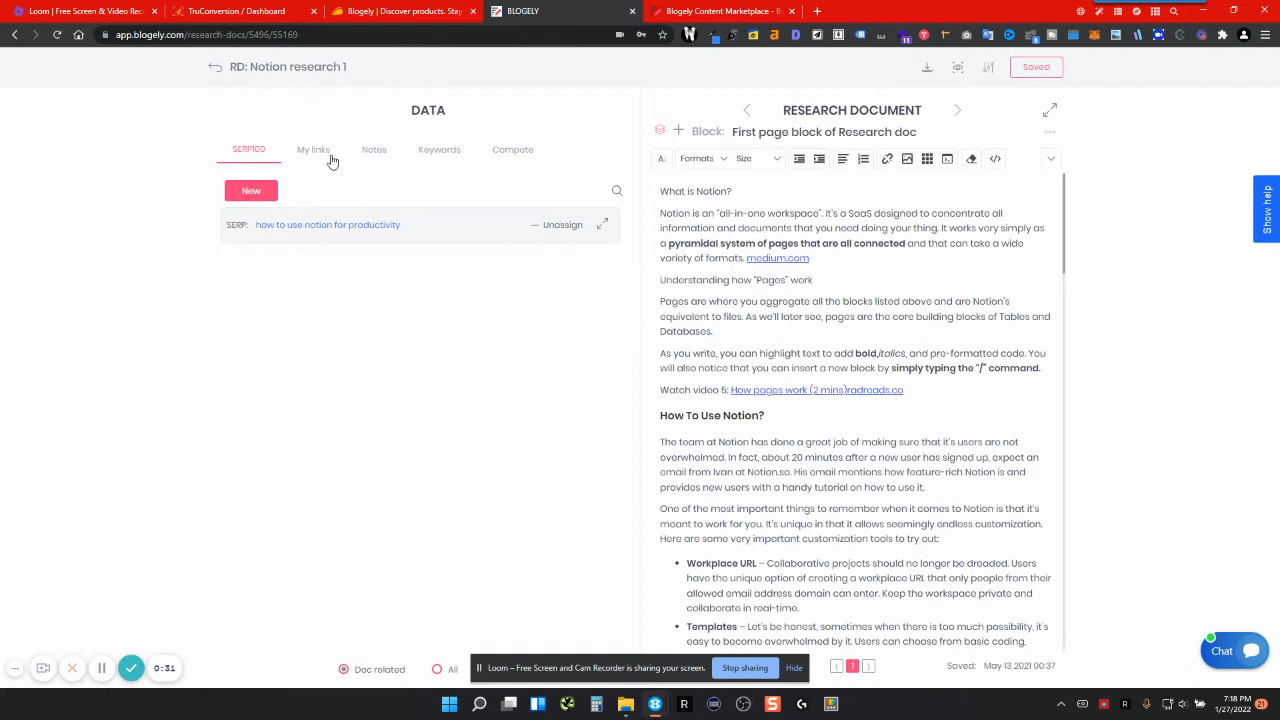 Loom | Free Screen & Video Rec
TruConversion / Dashboard
Blogely | Discover products. Stay
BLOGELY
Blogely Content Marketplace - B
app.blogely.com/research-docs/5496/55169
RD: Notion research 1
Saved
DATA
SERP100
My links
Notes
Keywords
Compete
New
SERP: how to use notion for productivity
— Unassign
RESEARCH DOCUMENT
Block: First page block of Research doc
Formats
Size
What is Notion?
Notion is an "all-in-one workspace". It's a SaaS designed to concentrate all
information and documents that you need doing your thing. It works very simply as
a pyramidal system of pages that are all connected and that can take a wide
variety of formats. medium.com
Understanding how "Pages" work
Pages are where you aggregate all the blocks listed above and are Notion's
equivalent to files. As we'll later see, pages are the core building blocks of Tables and
Databases.
As you write, you can highlight text to add bold,italics, and pre-formatted code. You
will also notice that you can insert a new block by simply typing the "/" command.
Watch video 5: How pages work (2 mins)radreads.co
How To Use Notion?
The team at Notion has done a great job of making sure that it's users are not
overwhelmed. In fact, about 20 minutes after a new user has signed up, expect an
email from Ivan at Notion.so. His email mentions how feature-rich Notion is and
provides new users with a handy tutorial on how to use it.
One of the most important things to remember when it comes to Notion is that it's
meant to work for you. It's unique in that it allows seemingly endless customization.
Here are some very important customization tools to try out:
• Workplace URL – Collaborative projects should no longer be dreaded. Users
have the unique option of creating a workplace URL that only people from their
allowed email address domain can enter. Keep the workplace private and
collaborate in real-time.
• Templates – Let's be honest, sometimes when there is too much possibility, it's
easy to become overwhelmed by it. Users can choose from basic coding,
Show help
Chat
0:31
Doc related
All
Loom – Free Screen and Cam Recorder is sharing your screen.
Stop sharing
Hide
1
Saved: May 13 2021 00:37
7:18 PM
1/27/2022